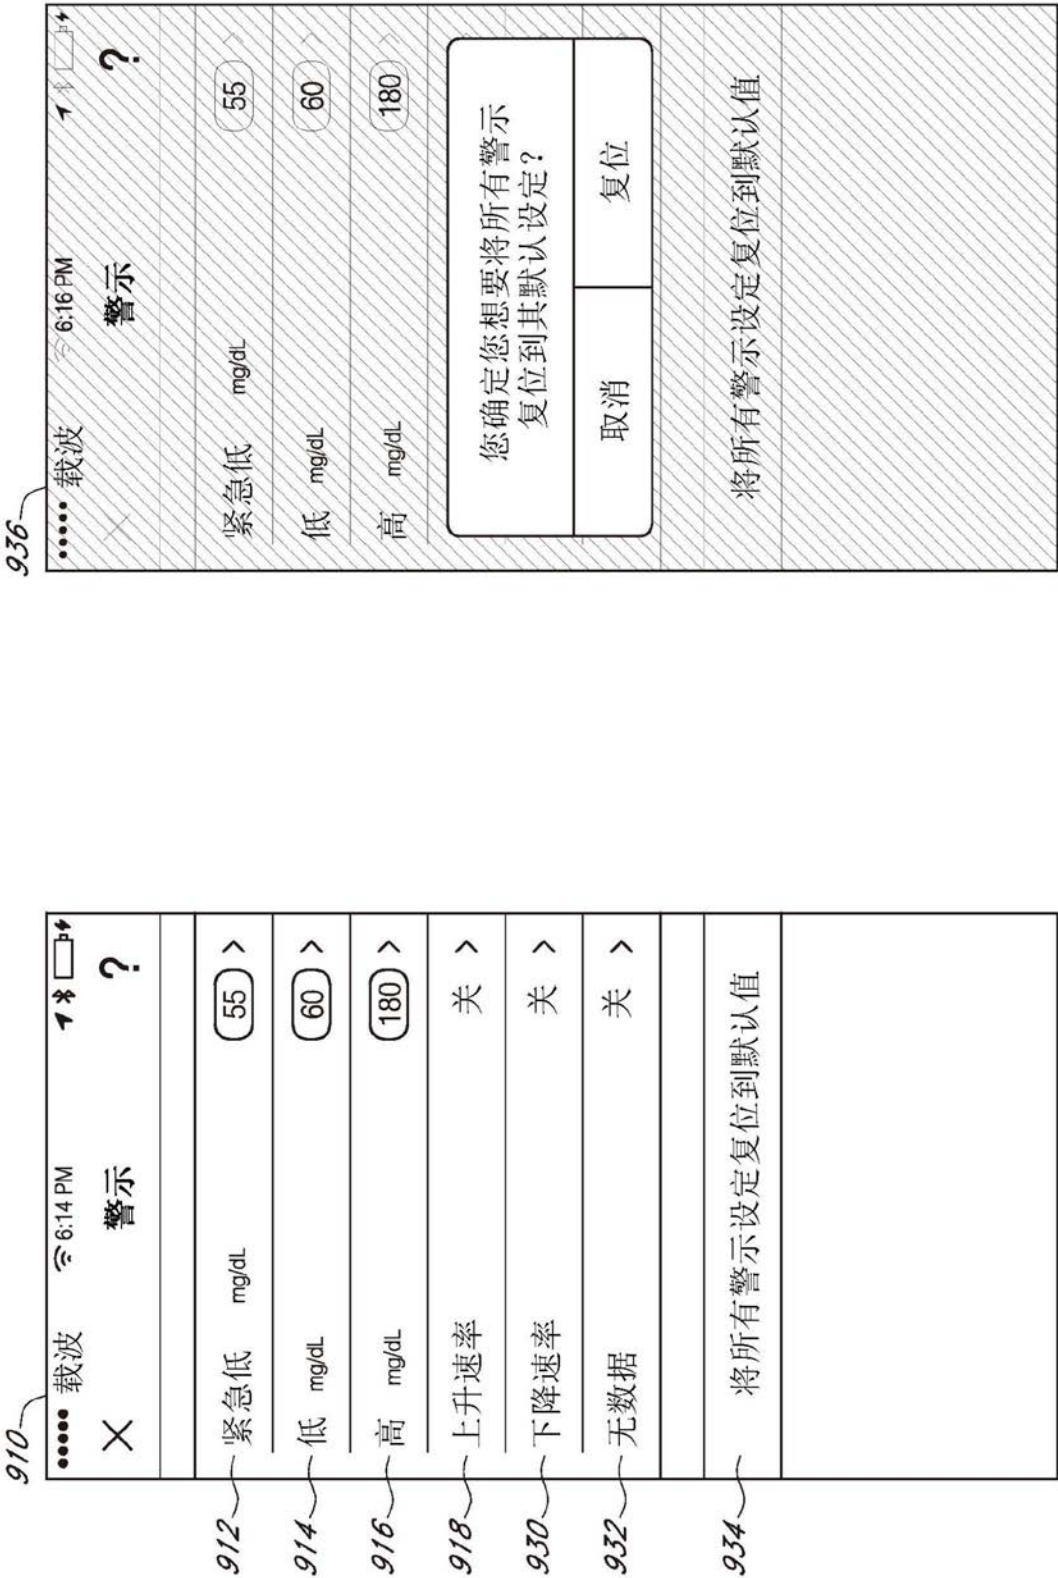 910
••••• 载波 6:14 PM
× 警示 ?
912 紧急低 mg/dL 55 >
914 低 mg/dL 60 >
916 高 mg/dL 180 >
918 上升速率 关 >
930 下降速率 关 >
932 无数据 关 >
934 将所有警示设定复位到默认值
936
••••• 载波 6:16 PM
× 警示 ?
紧急低 mg/dL 55 >
低 mg/dL 60 >
高 mg/dL 180 >
您确定您想要将所有警示
复位到其默认设定?
取消 复位
将所有警示设定复位到默认值